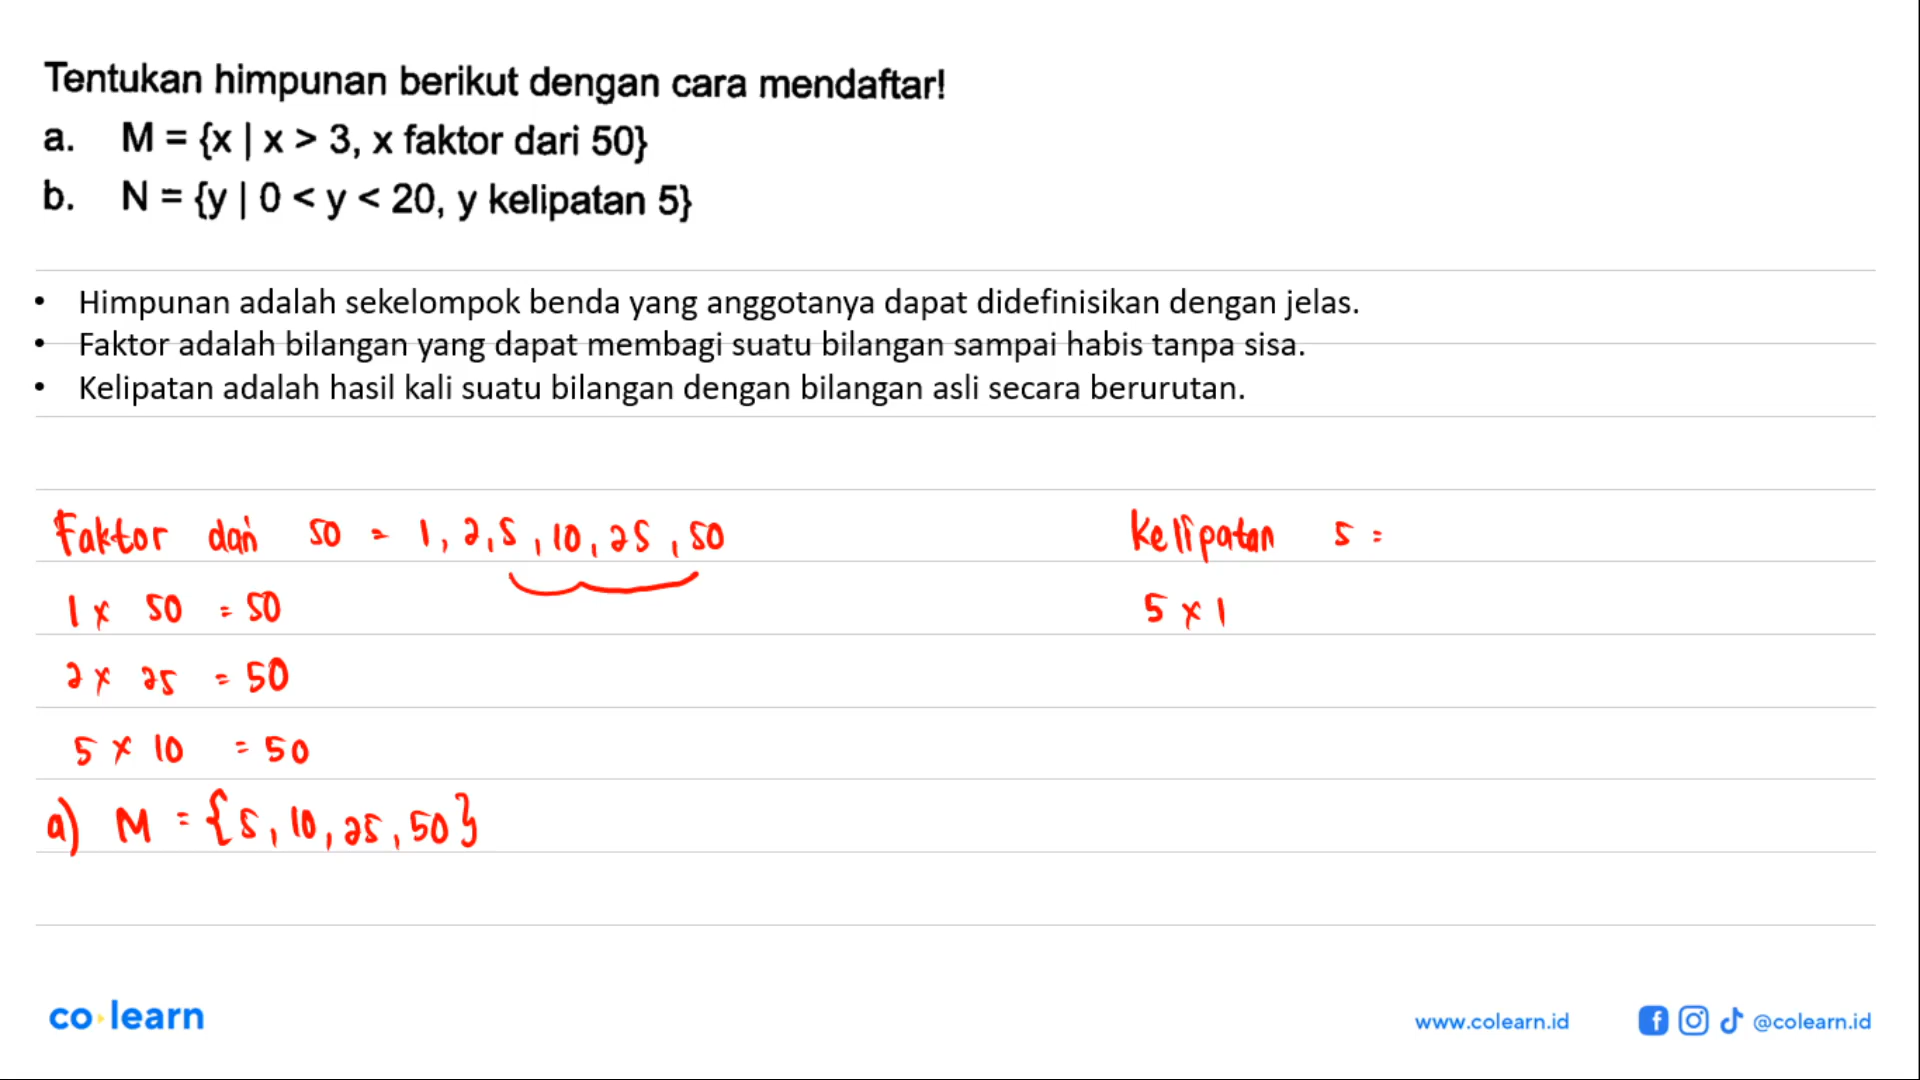 Tentukan himpunan berikut dengan cara mendaftar!
a. M = {x | x > 3, x faktor dari 50}
b. N = {y | 0 < y < 20, y kelipatan 5}
• Himpunan adalah sekelompok benda yang anggotanya dapat didefinisikan dengan jelas.
• Faktor adalah bilangan yang dapat membagi suatu bilangan sampai habis tanpa sisa.
• Kelipatan adalah hasil kali suatu bilangan dengan bilangan asli secara berurutan.
Faktor dari 50 = 1, 2, 5, 10, 25, 50
1 x 50 = 50
2 x 25 = 50
5 x 10 = 50
a) M = {5, 10, 25, 50}
Kelipatan 5 =
5 x 1
co learn
www.colearn.id
@colearn.id